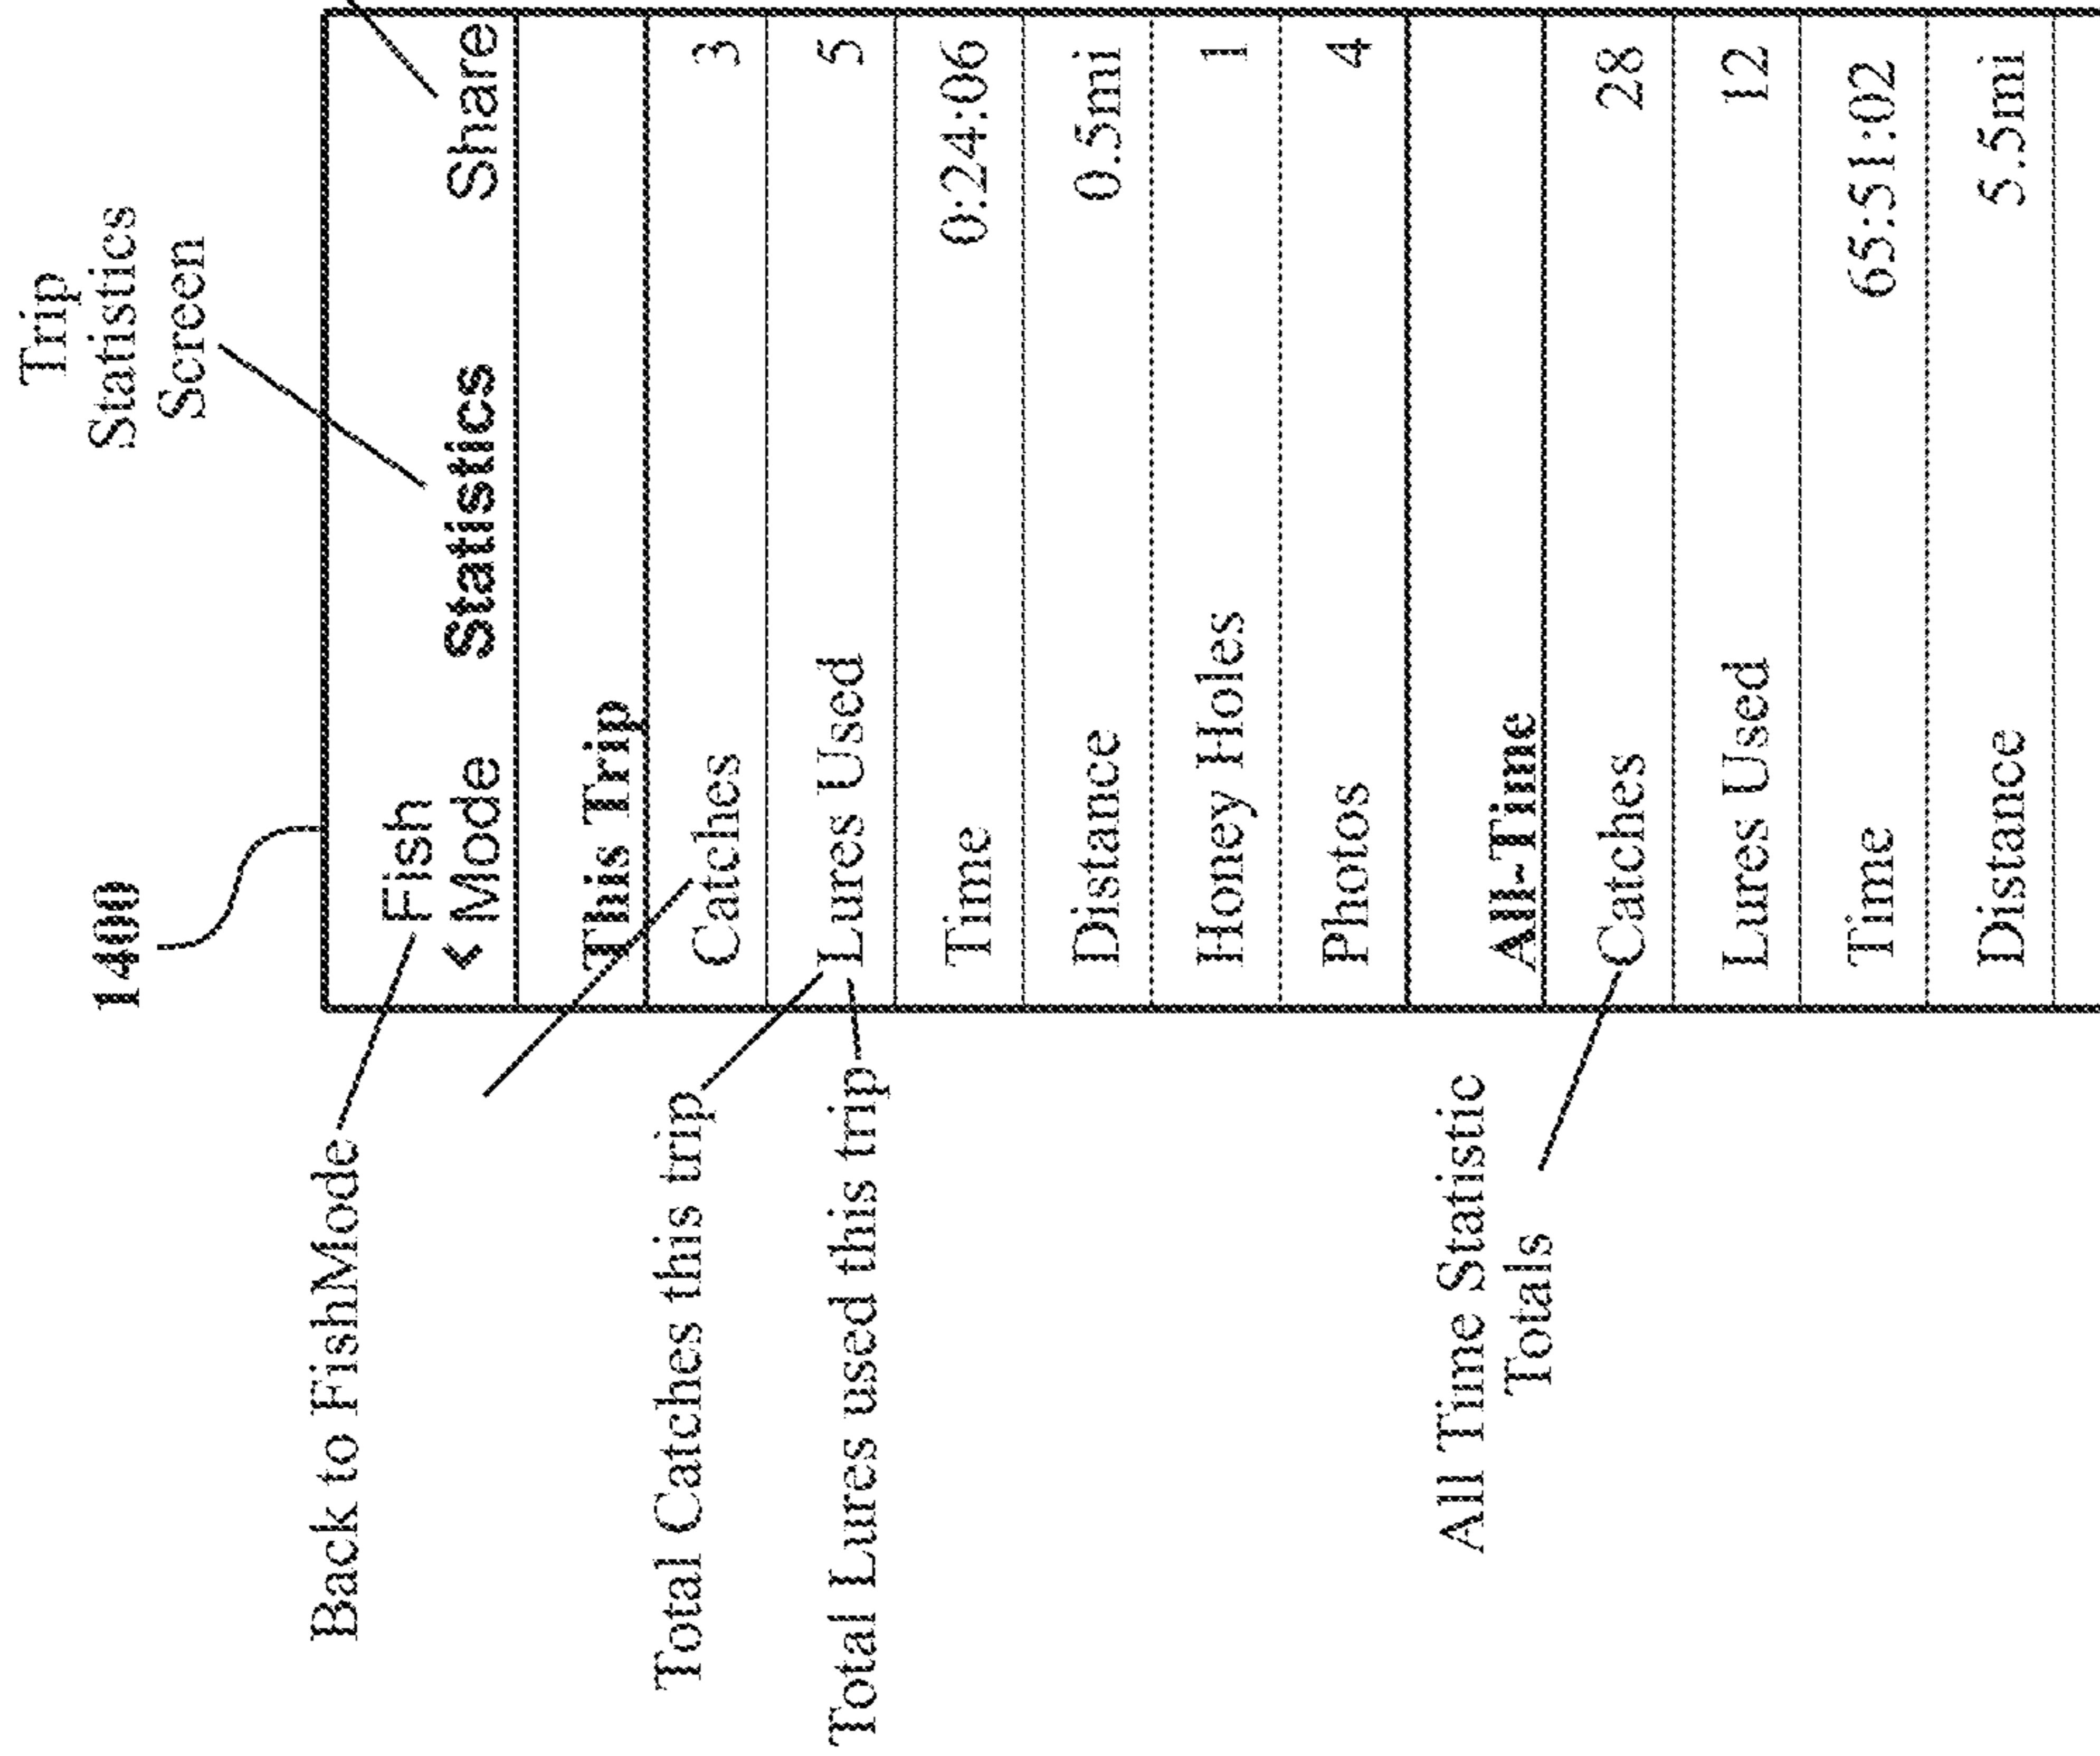 1400
Trip
Statistics
Screen
Back to FishMode
Fish
< Mode Statistics Share
This Trip
Total Catches this trip
Catches 3
Total Lures used this trip
Lures Used 5
Time 0:24:06
Distance 0.5mi
Honey Holes 1
Photos 4
All Time Statistic
Totals
All-Time
Catches 28
Lures Used 12
Time 65:51:02
Distance 5.5mi